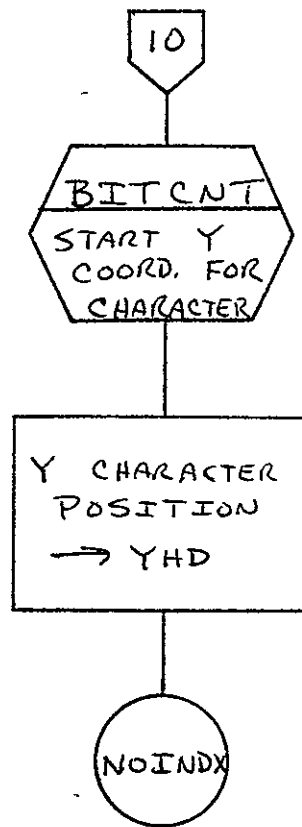 10
BITCNT
START Y
COORD. FOR
CHARACTER
Y CHARACTER
POSITION
→ YHD
NOINDX